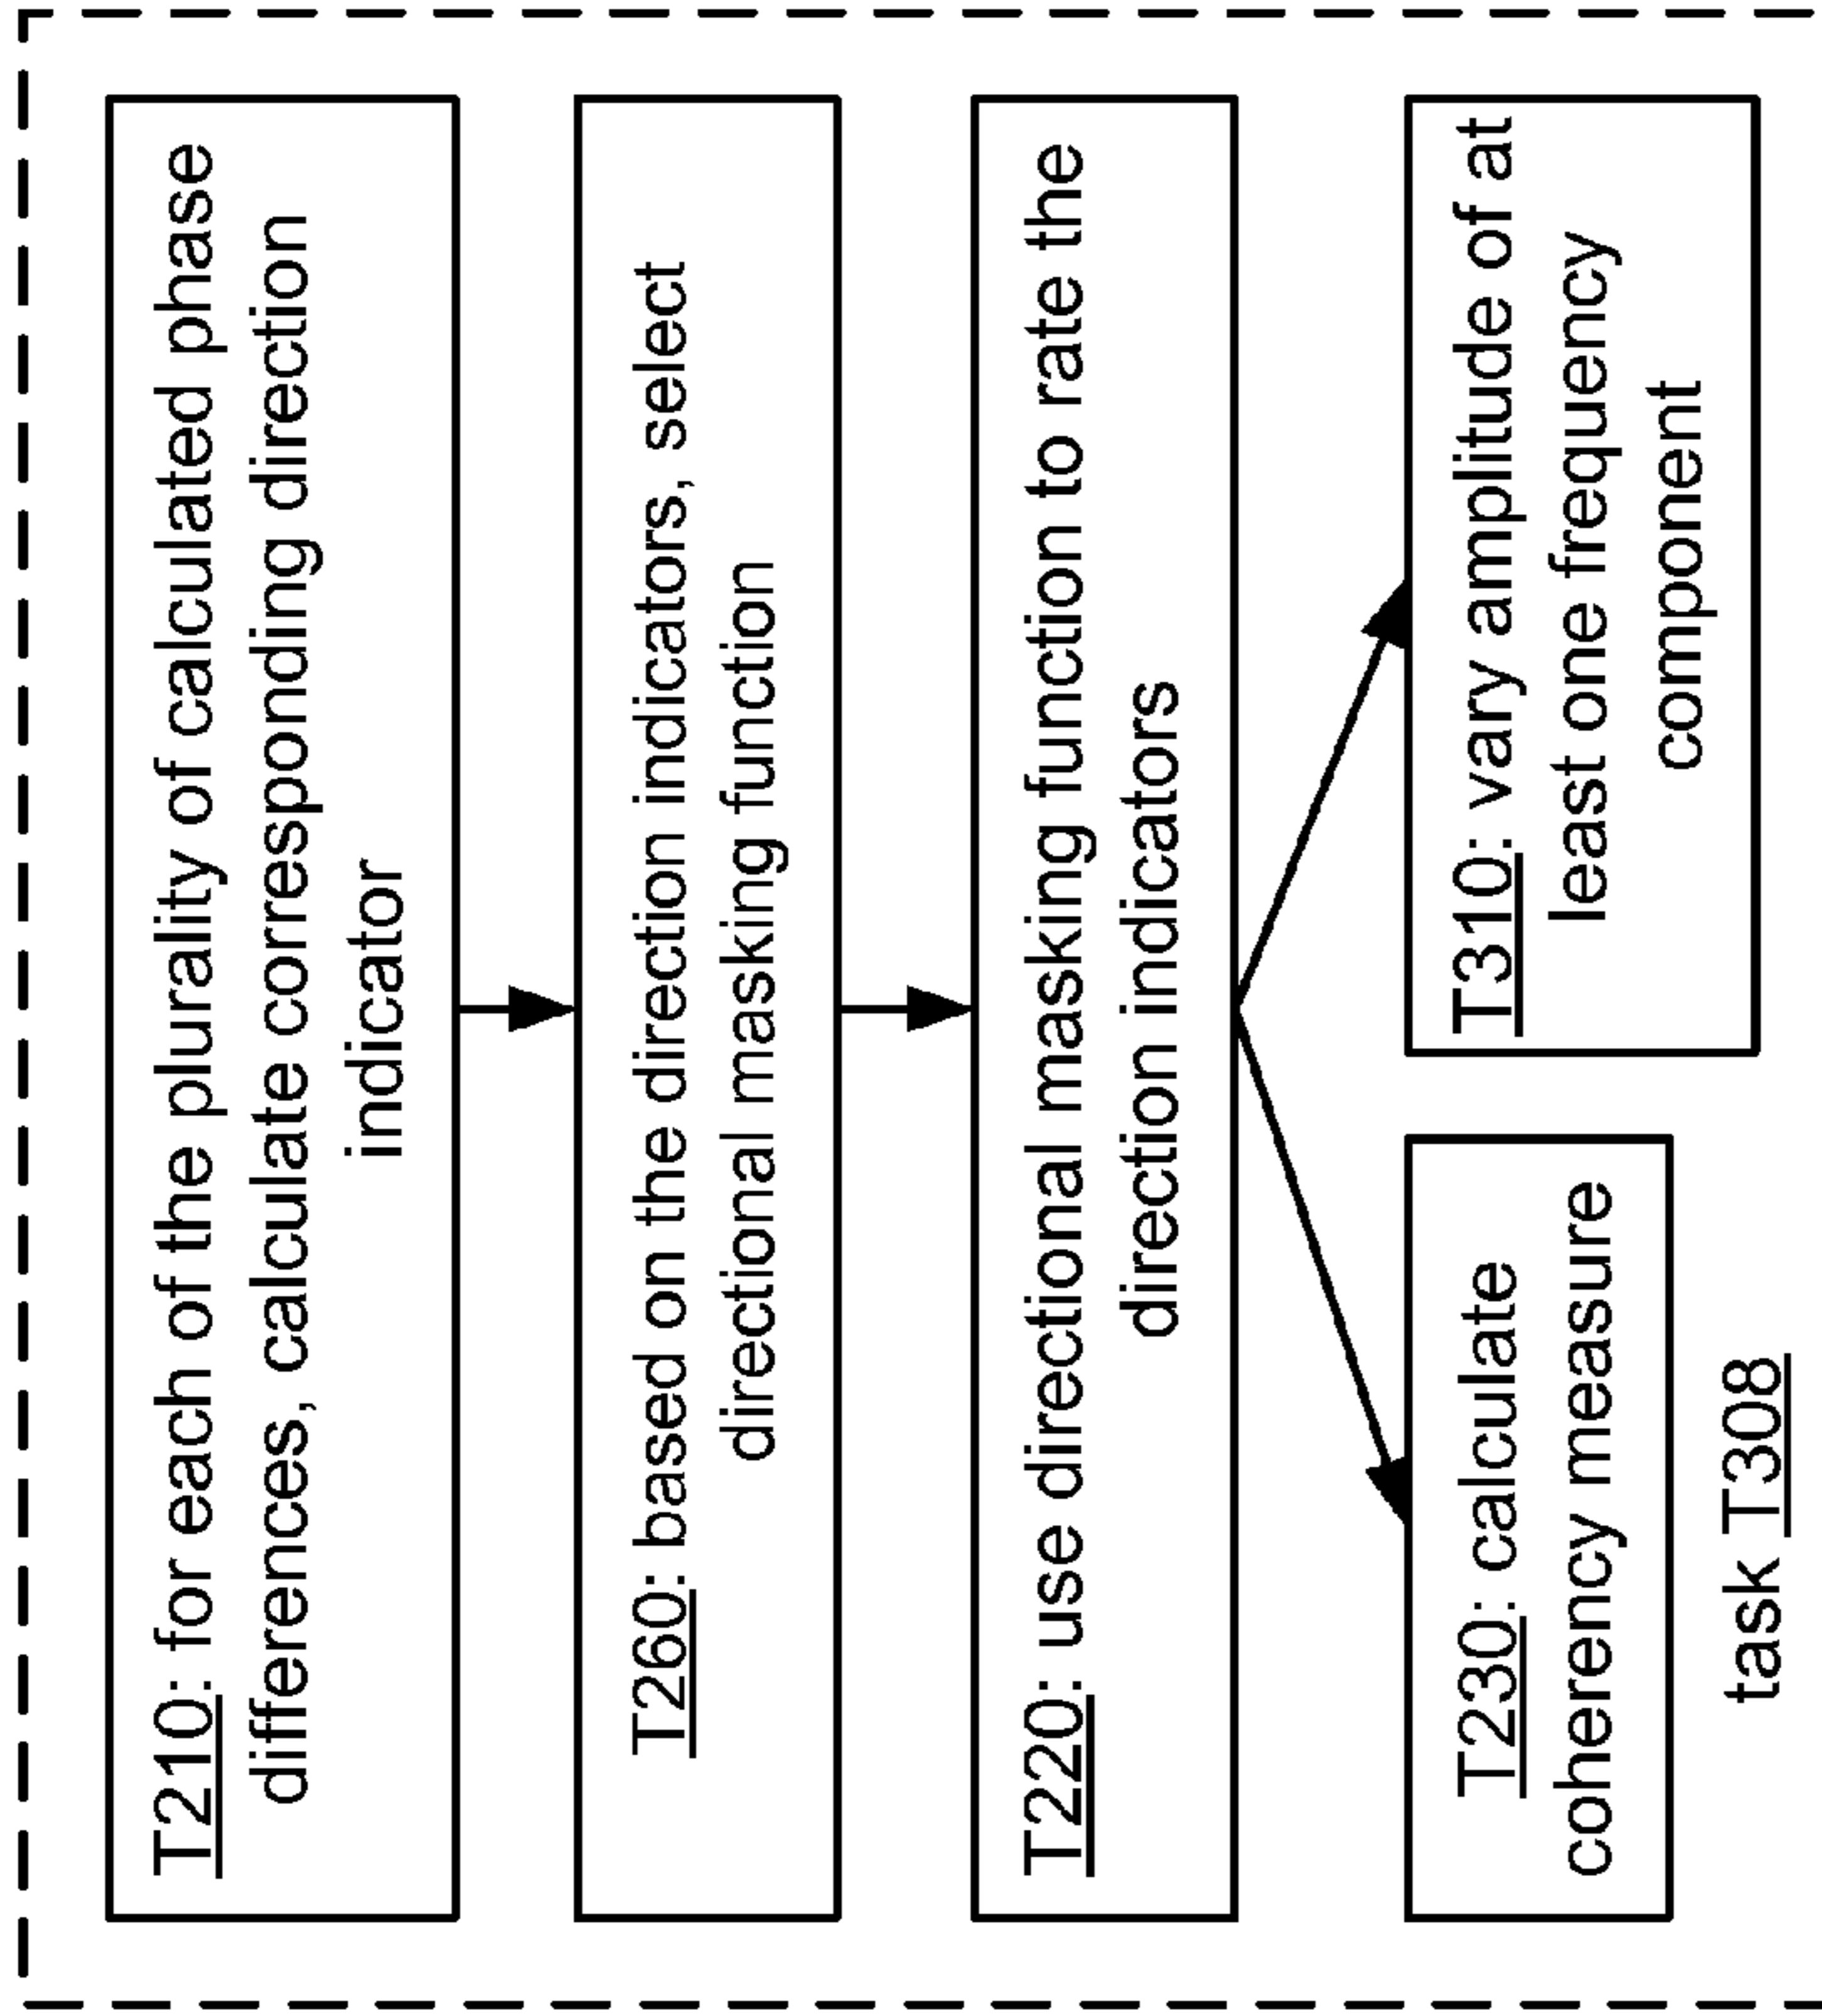 T210: for each of the plurality of calculated phase
differences, calculate corresponding direction
indicator
T260: based on the direction indicators, select
directional masking function
T220: use directional masking function to rate the
direction indicators
T230: calculate
coherency measure
T310: vary amplitude of at
least one frequency
component
task T308